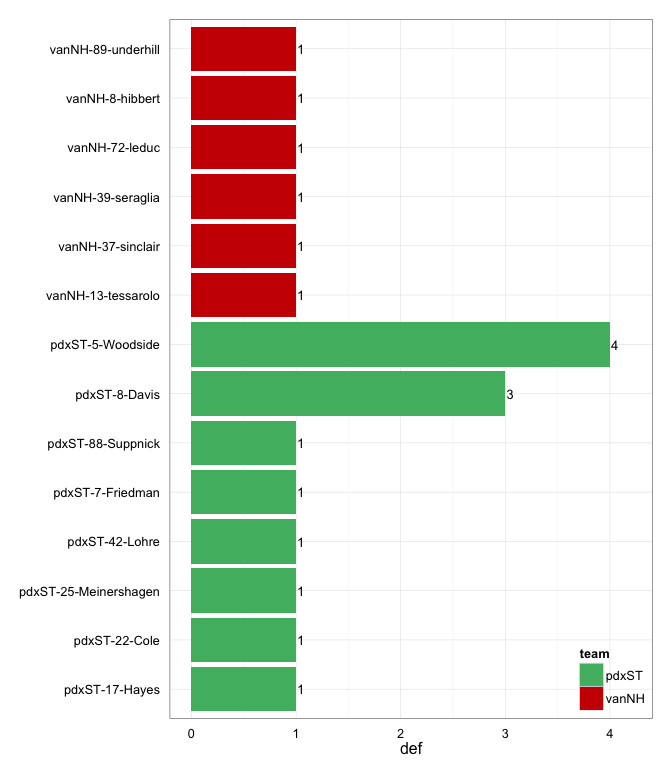 vanNH-89-underhill 1
vanNH-8-hibbert 1
vanNH-72-leduc 1
vanNH-39-seraglia 1
vanNH-37-sinclair 1
vanNH-13-tessarolo 1
pdxST-5-Woodside 4
pdxST-8-Davis 3
pdxST-88-Suppnick 1
pdxST-7-Friedman 1
pdxST-42-Lohre 1
pdxST-25-Meinershagen 1
pdxST-22-Cole 1
pdxST-17-Hayes 1
team
pdxST
vanNH
0 1 2 3 4
def